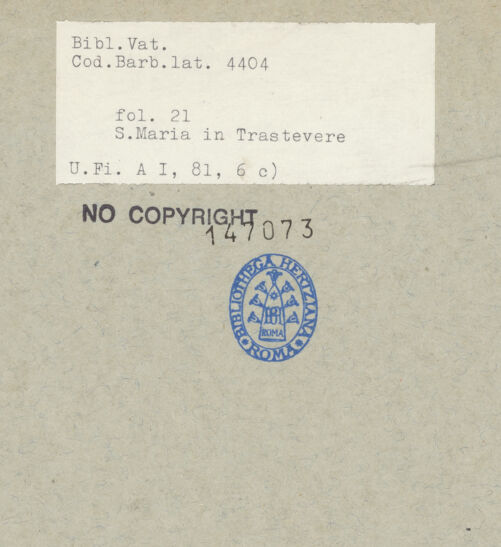 Bibl.Vat.
Cod.Barb.lat. 4404
fol. 21
S.Maria in Trastevere
U.Fi. A I, 81, 6 c)
NO COPYRIGHT
147073
BIBLIOTHECA HERTZIANA
BH
ROMA
* ROMA *